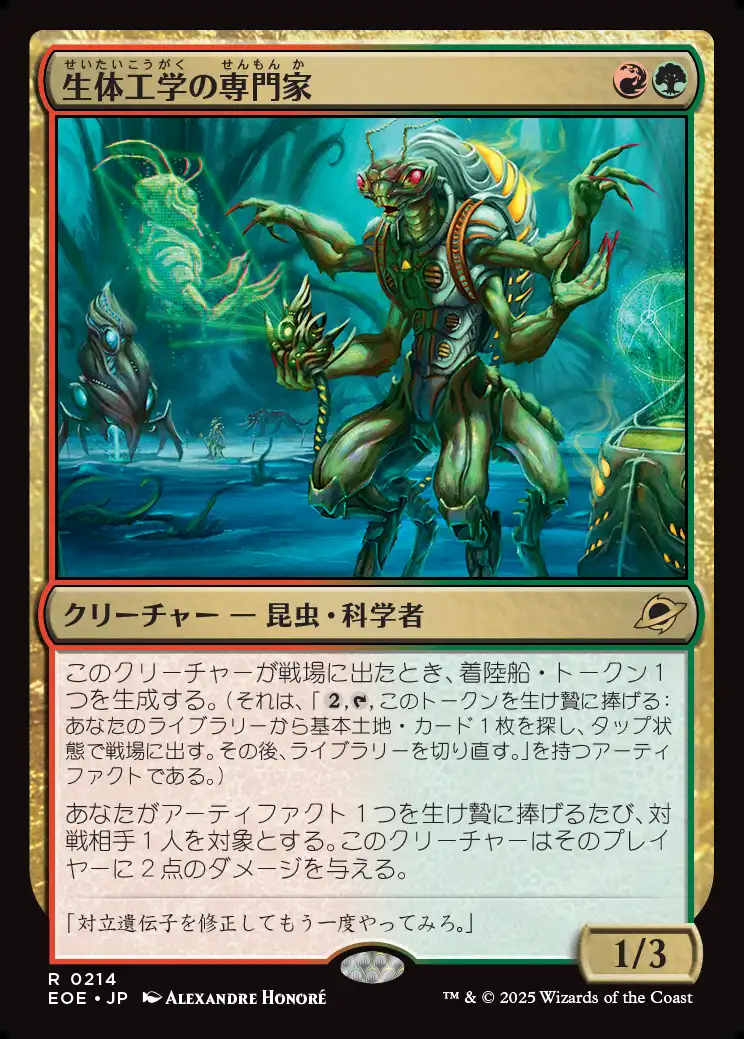 せいたいこうがく せんもんか
生体工学の専門家
クリーチャー — 昆虫・科学者
このクリーチャーが戦場に出たとき、着陸船・トークン1
つを生成する。（それは、「2,T,このトークンを生け贄に捧げる：
あなたのライブラリーから基本土地・カード1枚を探し、タップ状
態で戦場に出す。その後、ライブラリーを切り直す。」を持つアーティ
ファクトである。）
あなたがアーティファクト1つを生け贄に捧げるたび、対
戦相手1人を対象とする。このクリーチャーはそのプレイ
ヤーに2点のダメージを与える。
「対立遺伝子を修正してもう一度やってみろ。」
1/3
R 0214
EOE • JP Alexandre Honoré
™ & © 2025 Wizards of the Coast